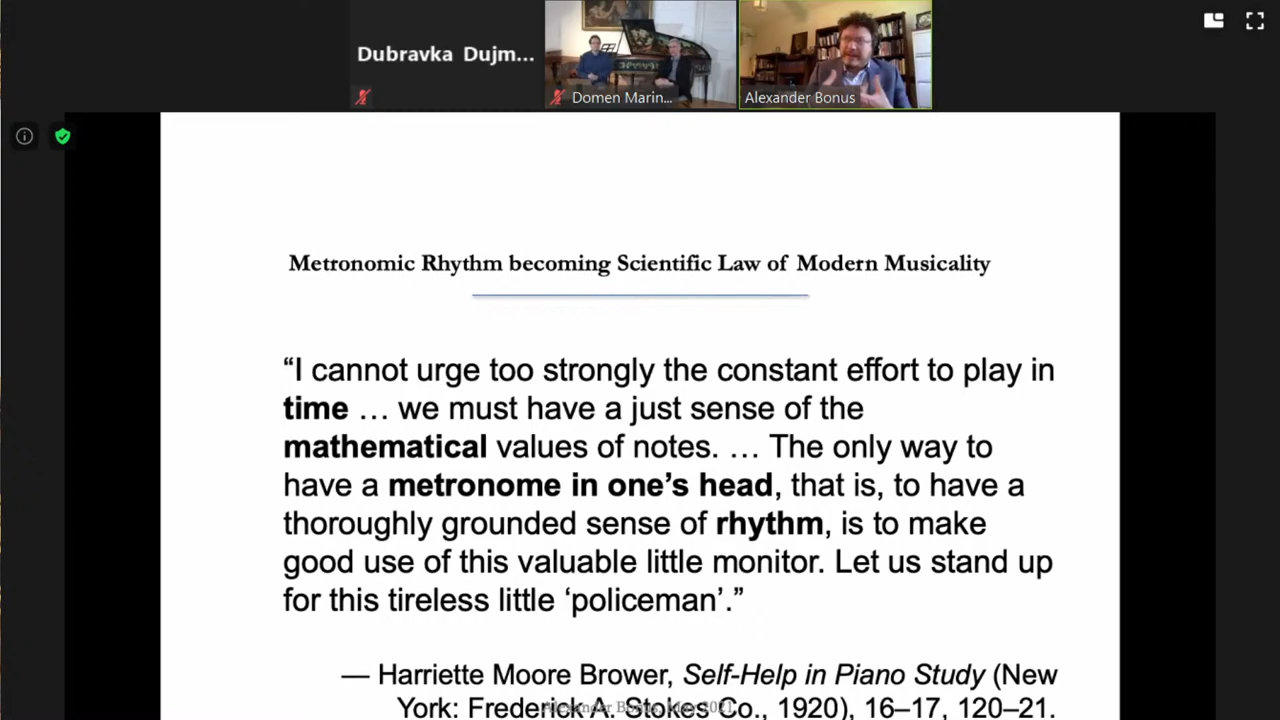 Dubravka Dujm...
Domen Marin...
Alexander Bonus
Metronomic Rhythm becoming Scientific Law of Modern Musicality
“I cannot urge too strongly the constant effort to play in
time … we must have a just sense of the
mathematical values of notes. … The only way to
have a metronome in one’s head, that is, to have a
thoroughly grounded sense of rhythm, is to make
good use of this valuable little monitor. Let us stand up
for this tireless little ‘policeman’.”
— Harriette Moore Brower, Self-Help in Piano Study (New
York: Frederick A. Stokes Co., 1920), 16–17, 120–21.
Alexander Bonus, May 2021